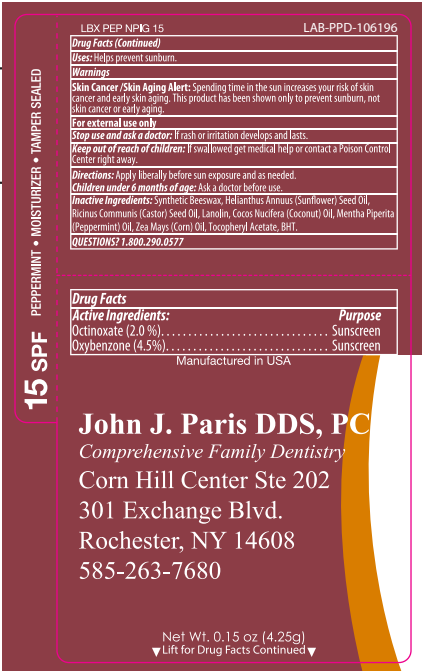 LBX PEP NPIG 15
LAB-PPD-106196
Drug Facts (Continued)
Uses: Helps prevent sunburn.
Warnings
Skin Cancer /Skin Aging Alert: Spending time in the sun increases your risk of skin
cancer and early skin aging. This product has been shown only to prevent sunburn, not
skin cancer or early aging.
For external use only
Stop use and ask a doctor: If rash or irritation develops and lasts.
Keep out of reach of children: If swallowed get medical help or contact a Poison Control
Center right away.
Directions: Apply liberally before sun exposure and as needed.
Children under 6 months of age: Ask a doctor before use.
Inactive Ingredients: Synthetic Beeswax, Helianthus Annuus (Sunflower) Seed Oil,
Ricinus Communis (Castor) Seed Oil, Lanolin, Cocos Nucifera (Coconut) Oil, Mentha Piperita
(Peppermint) Oil, Zea Mays (Corn) Oil, Tocopheryl Acetate, BHT.
QUESTIONS? 1.800.290.0577
15 SPF PEPPERMINT • MOISTURIZER • TAMPER SEALED
Drug Facts
Active Ingredients: Purpose
Octinoxate (2.0 %)............................... Sunscreen
Oxybenzone (4.5%)............................... Sunscreen
Manufactured in USA
John J. Paris DDS, PC
Comprehensive Family Dentistry
Corn Hill Center Ste 202
301 Exchange Blvd.
Rochester, NY 14608
585-263-7680
Net Wt. 0.15 oz (4.25g)
▼Lift for Drug Facts Continued▼